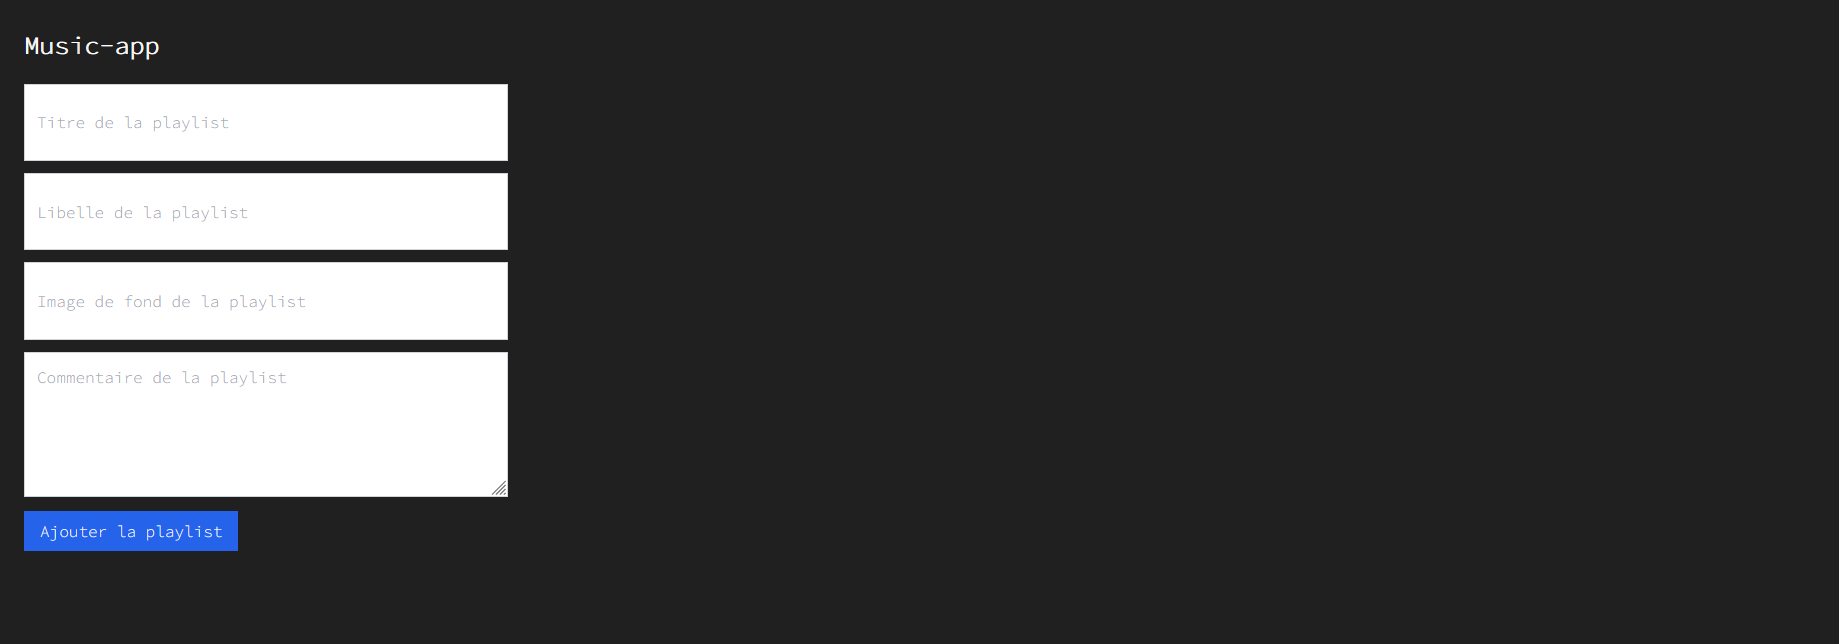 Music-app
Titre de la playlist
Libelle de la playlist
Image de fond de la playlist
Commentaire de la playlist
Ajouter la playlist